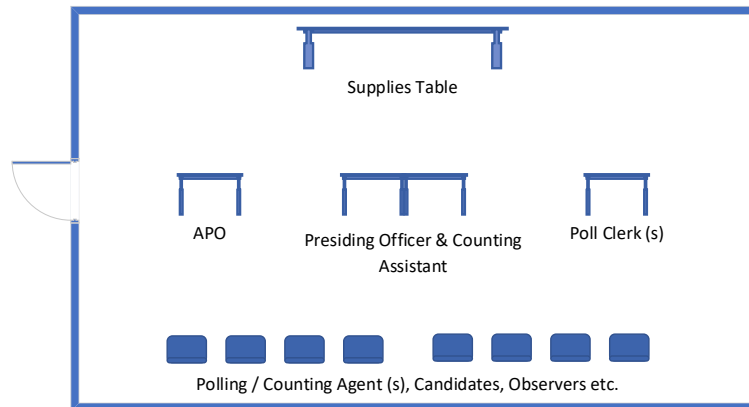 Supplies Table
APO
Presiding Officer & Counting
Assistant
Poll Clerk (s)
Polling / Counting Agent (s), Candidates, Observers etc.